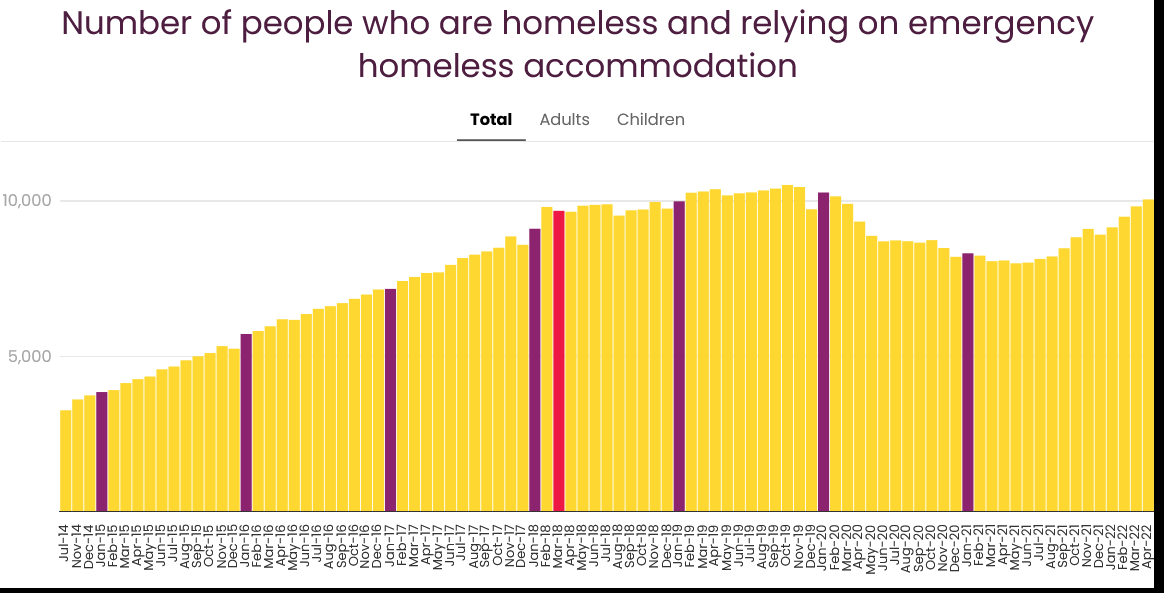 Number of people who are homeless and relying on emergency
homeless accommodation
Total
Adults
Children
10,000
5,000
Jul-14
Nov-14
Dec-14
Jan-15
Feb-15
Mar-15
Apr-15
May-15
Jun-15
Jul-15
Aug-15
Sep-15
Oct-15
Nov-15
Dec-15
Jan-16
Feb-16
Mar-16
Apr-16
May-16
Jun-16
Jul-16
Aug-16
Sep-16
Oct-16
Nov-16
Dec-16
Jan-17
Feb-17
Mar-17
Apr-17
May-17
Jun-17
Jul-17
Aug-17
Sep-17
Oct-17
Nov-17
Dec-17
Jan-18
Feb-18
Mar-18
Apr-18
May-18
Jun-18
Jul-18
Aug-18
Sep-18
Oct-18
Nov-18
Dec-18
Jan-19
Feb-19
Mar-19
Apr-19
May-19
Jun-19
Jul-19
Aug-19
Sep-19
Oct-19
Nov-19
Dec-19
Jan-20
Feb-20
Mar-20
Apr-20
May-20
Jun-20
Jul-20
Aug-20
Sep-20
Oct-20
Nov-20
Dec-20
Jan-21
Feb-21
Mar-21
Apr-21
May-21
Jun-21
Jul-21
Aug-21
Sep-21
Oct-21
Nov-21
Dec-21
Jan-22
Feb-22
Mar-22
Apr-22